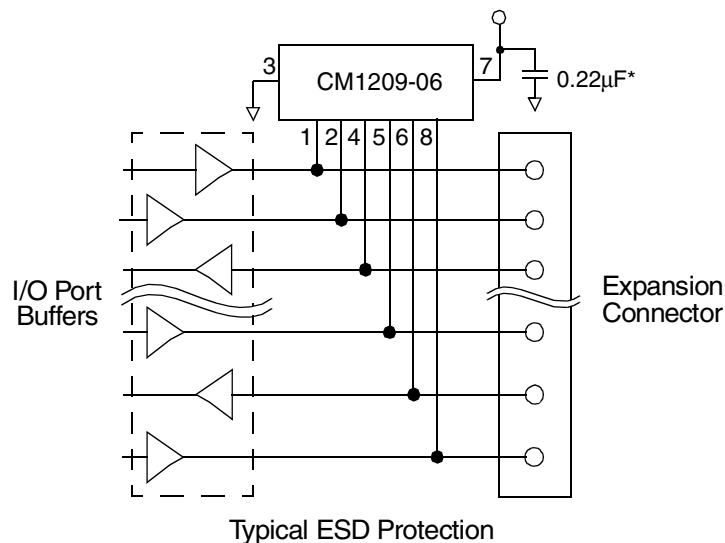 3
CM1209-06
7
0.22μF*
1 2 4 5 6 8
I/O Port
Buffers
Expansion
Connector
Typical ESD Protection